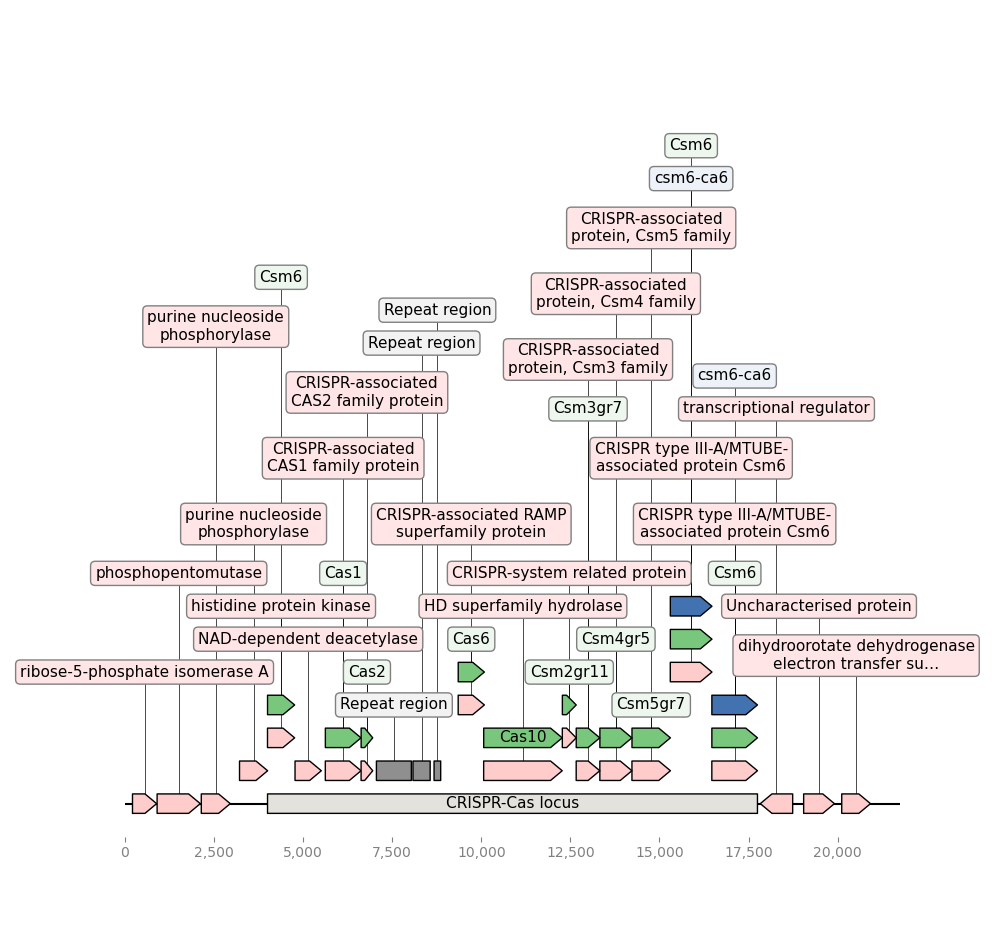 Csm6
csm6-ca6
CRISPR-associated
protein, Csm5 family
Csm6
CRISPR-associated
protein, Csm4 family
Repeat region
purine nucleoside
phosphorylase
Repeat region
CRISPR-associated
protein, Csm3 family
csm6-ca6
CRISPR-associated
CAS2 family protein
Csm3gr7
transcriptional regulator
CRISPR-associated
CAS1 family protein
CRISPR type III-A/MTUBE-
associated protein Csm6
purine nucleoside
phosphorylase
CRISPR-associated RAMP
superfamily protein
CRISPR type III-A/MTUBE-
associated protein Csm6
phosphopentomutase
Cas1
CRISPR-system related protein
Csm6
histidine protein kinase
HD superfamily hydrolase
Uncharacterised protein
NAD-dependent deacetylase
Cas6
Csm4gr5
dihydroorotate dehydrogenase
electron transfer su…
ribose-5-phosphate isomerase A
Cas2
Csm2gr11
Repeat region
Csm5gr7
Cas10
CRISPR-Cas locus
0
2,500
5,000
7,500
10,000
12,500
15,000
17,500
20,000